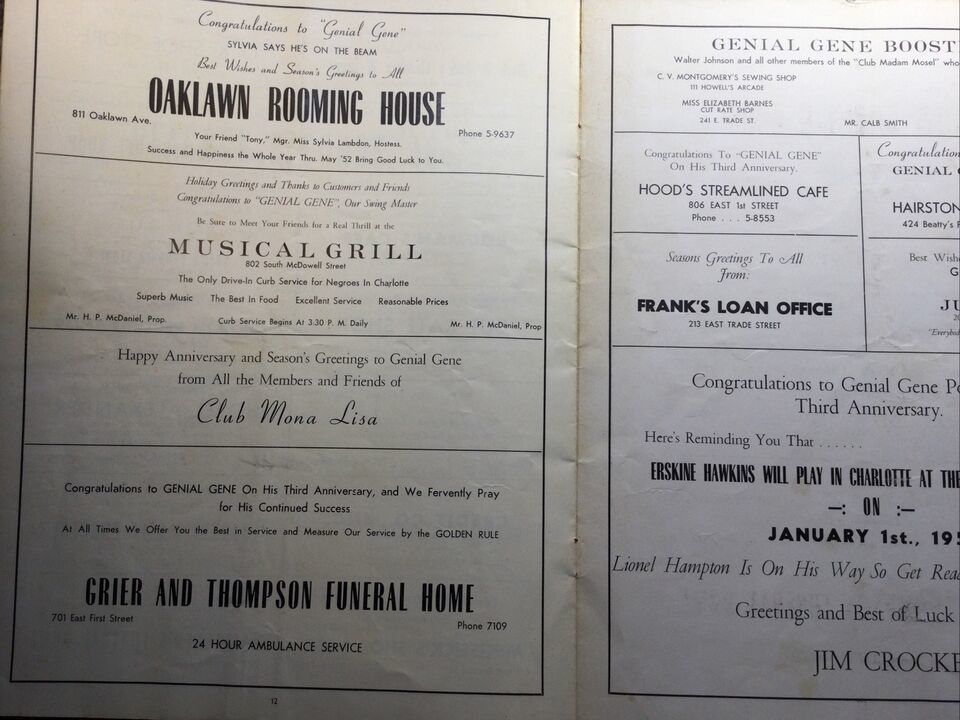 Congratulations to "Genial Gene"
SYLVIA SAYS HE'S ON THE BEAM
Best Wishes and Season's Greetings to All
OAKLAWN ROOMING HOUSE
811 Oaklawn Ave.
Phone 5-9637
Your Friend "Tony," Mgr. Miss Sylvia Lambdon, Hostess.
Success and Happiness the Whole Year Thru. May '52 Bring Good Luck to You.
Holiday Greetings and Thanks to Customers and Friends
Congratulations to "GENIAL GENE", Our Swing Master
Be Sure to Meet Your Friends for a Real Thrill at the
MUSICAL GRILL
802 South McDowell Street
The Only Drive-In Curb Service for Negroes In Charlotte
Superb Music The Best In Food Excellent Service Reasonable Prices
Mr. H. P. McDaniel, Prop. Curb Service Begins At 3:30 P. M. Daily Mr. H. P. McDaniel, Prop
Happy Anniversary and Season's Greetings to Genial Gene
from All the Members and Friends of
Club Mona Lisa
Congratulations to GENIAL GENE On His Third Anniversary, and We Fervently Pray
for His Continued Success
At All Times We Offer You the Best in Service and Measure Our Service by the GOLDEN RULE
GRIER AND THOMPSON FUNERAL HOME
701 East First Street
Phone 7109
24 HOUR AMBULANCE SERVICE
12
GENIAL GENE BOOST
Walter Johnson and all other members of the "Club Madam Mosel" who
C. V. MONTGOMERY'S SEWING SHOP
111 HOWELL'S ARCADE
MISS ELIZABETH BARNES
CUT RATE SHOP
241 E. TRADE ST.
MR. CALB SMITH
Congratulations To "GENIAL GENE"
On His Third Anniversary.
HOOD'S STREAMLINED CAFE
806 EAST 1st STREET
Phone . . . 5-8553
Congratulation
GENIAL
HAIRSTON
424 Beatty's
Seasons Greetings To All
from:
FRANK'S LOAN OFFICE
213 EAST TRADE STREET
Best Wish
G
JU
20
"Everybod
Congratulations to Genial Gene Po
Third Anniversary.
Here's Reminding You That . . . . . .
ERSKINE HAWKINS WILL PLAY IN CHARLOTTE AT THE
—: ON :—
JANUARY 1st., 195
Lionel Hampton Is On His Way So Get Rea
Greetings and Best of Luck
JIM CROCKE